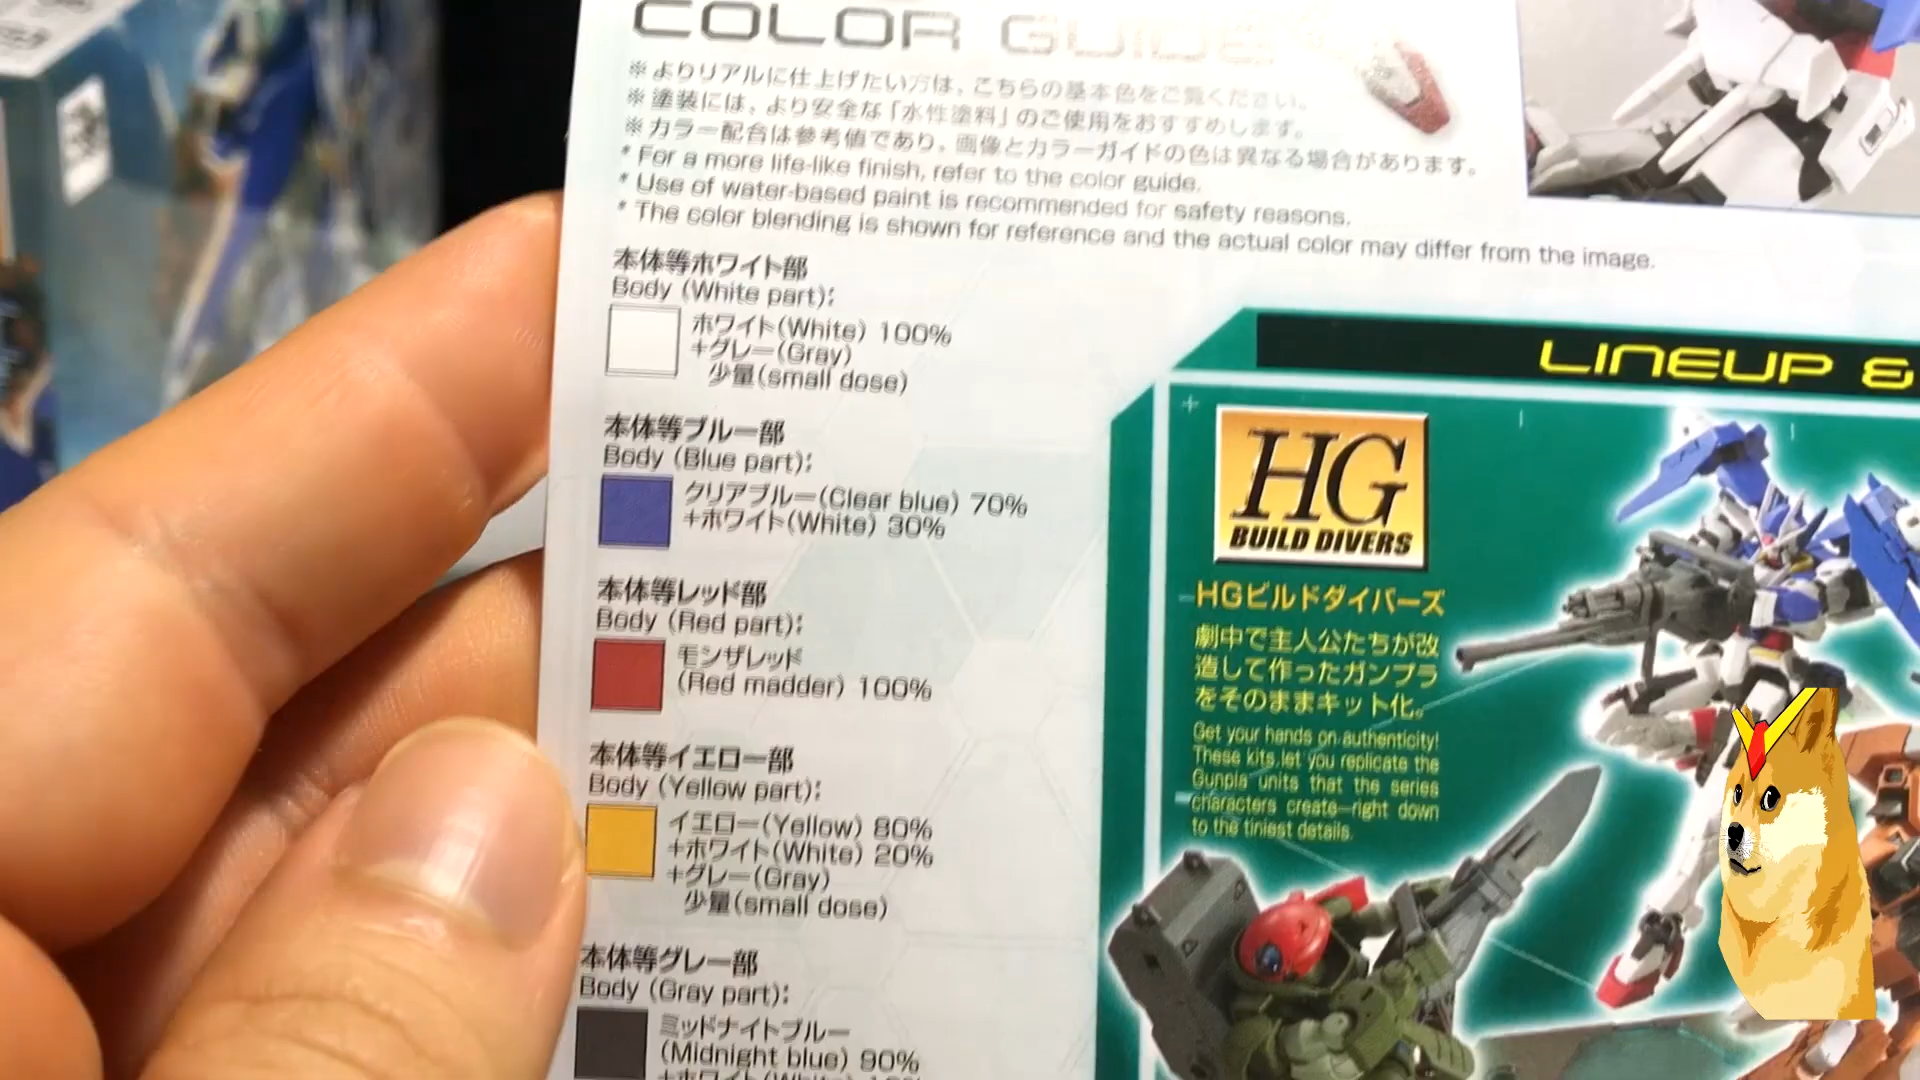 COLOR GUIDE
※よりリアルに仕上げたい方は、こちらの基本色をご覧ください。
※塗装には、より安全な「水性塗料」のご使用をおすすめします。
※カラー配合は参考値であり、画像とカラーガイドの色は異なる場合があります。
* For a more life-like finish, refer to the color guide.
* Use of water-based paint is recommended for safety reasons.
* The color blending is shown for reference and the actual color may differ from the image.
本体等ホワイト部
Body (White part):
ホワイト(White) 100%
+グレー(Gray)
少量(small dose)
本体等ブルー部
Body (Blue part):
クリアブルー(Clear blue) 70%
+ホワイト(White) 30%
本体等レッド部
Body (Red part):
モンザレッド
(Red madder) 100%
本体等イエロー部
Body (Yellow part):
イエロー(Yellow) 80%
+ホワイト(White) 20%
+グレー(Gray)
少量(small dose)
本体等グレー部
Body (Gray part):
ミッドナイトブルー
(Midnight blue) 90%
LINEUP &
HG
BUILD DIVERS
HGビルドダイバーズ
劇中で主人公たちが改
造して作ったガンプラ
をそのままキット化。
Get your hands on authenticity!
These kits let you replicate the
Gunpla units that the series
characters create—right down
to the tiniest details.